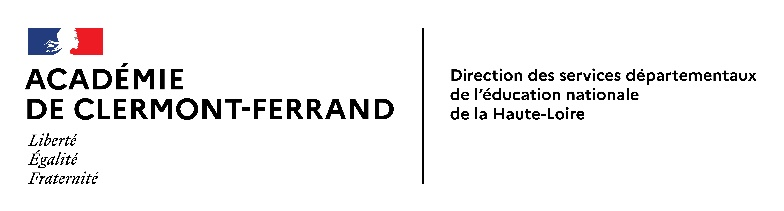 ACADÉMIE
DE CLERMONT-FERRAND
Liberté
Égalité
Fraternité
Direction des services départementaux
de l'éducation nationale
de la Haute-Loire